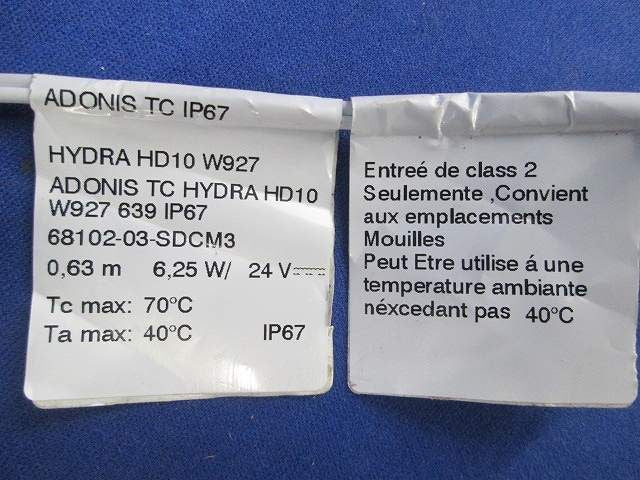 ADONIS TC IP67
HYDRA HD10 W927
ADONIS TC HYDRA HD10
W927 639 IP67
68102-03-SDCM3
0,63 m 6,25 W/ 24 V⎓
Tc max: 70°C
Ta max: 40°C IP67
Entreé de class 2
Seulemente ,Convient
aux emplacements
Mouilles
Peut Etre utilise á une
temperature ambiante
néxcedant pas 40°C